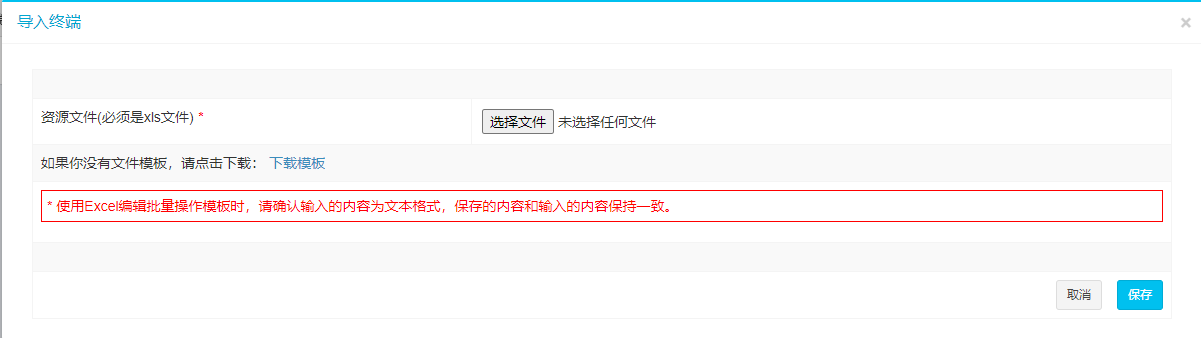 导入终端
×
资源文件(必须是xls文件) *
选择文件 未选择任何文件
如果你没有文件模板，请点击下载： 下载模板
* 使用Excel编辑批量操作模板时，请确认输入的内容为文本格式，保存的内容和输入的内容保持一致。
取消 保存